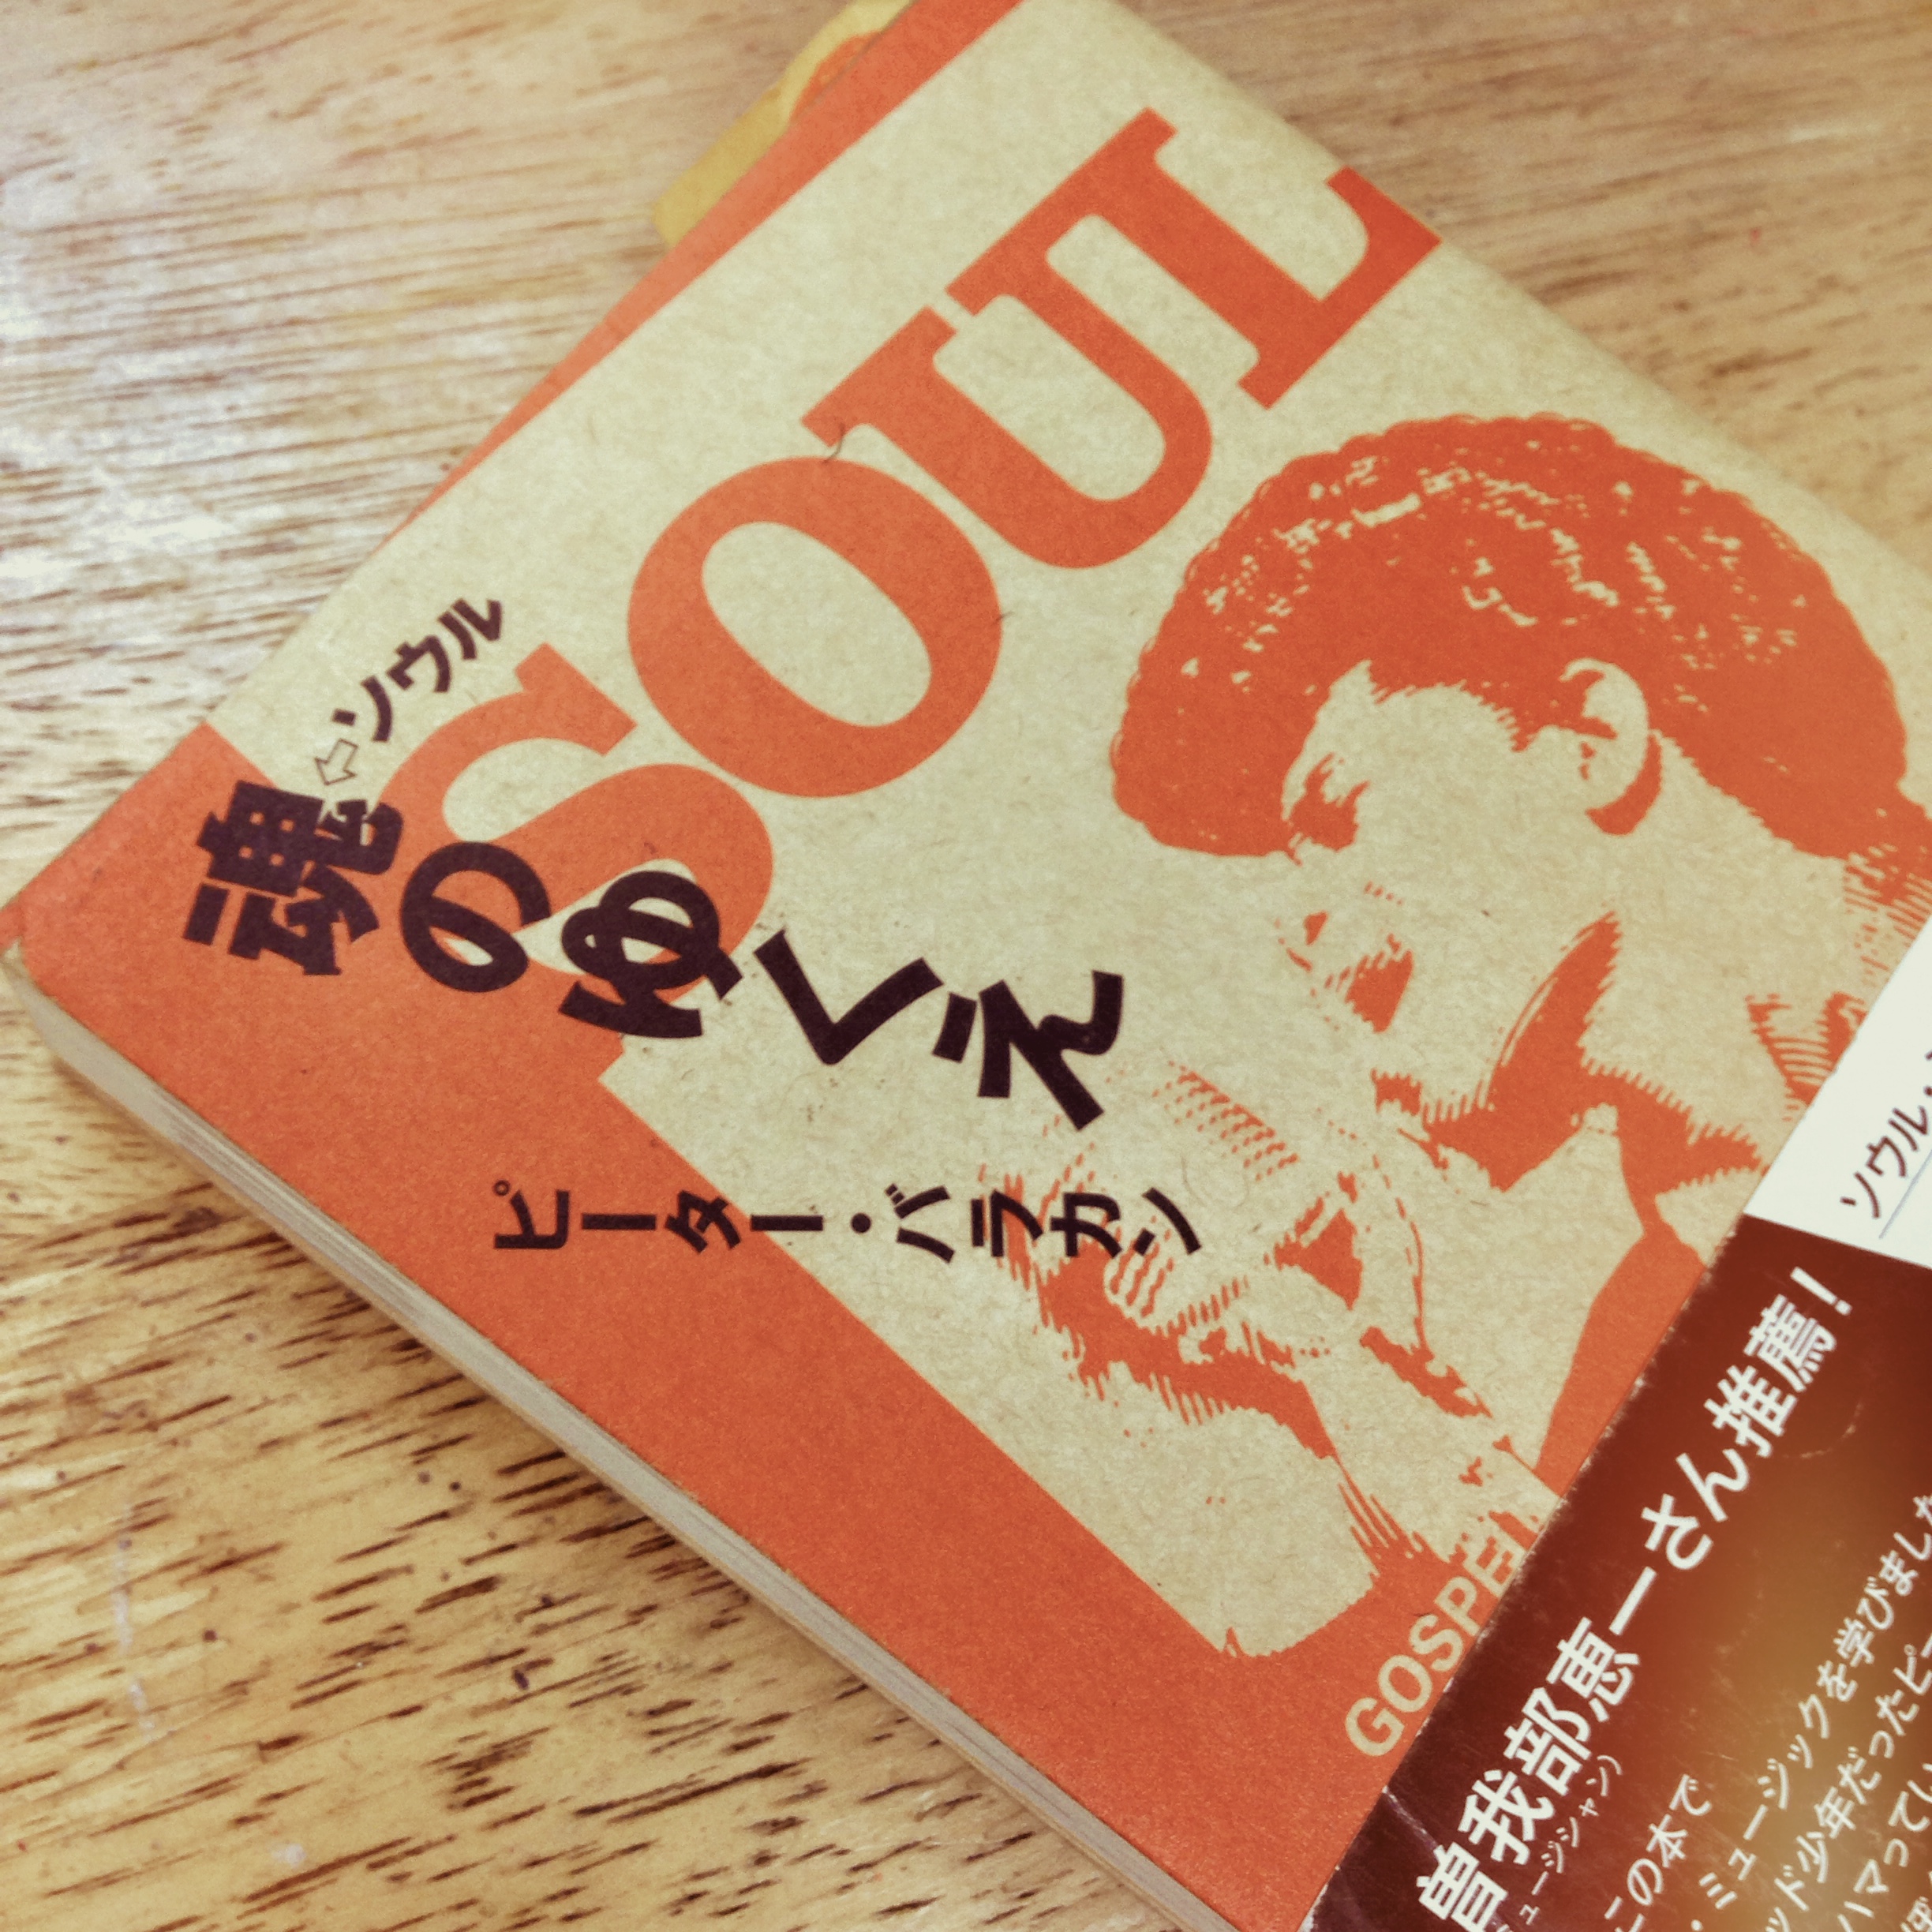 SOUL
ソウル
魂のゆくえ
ピーター・バラカン
GOSPEL
ソウル・
曽我部恵一さん推薦！
ュージシャン）
この本で
・ミュージックを学びました
ッド少年だったピー
ハマってい